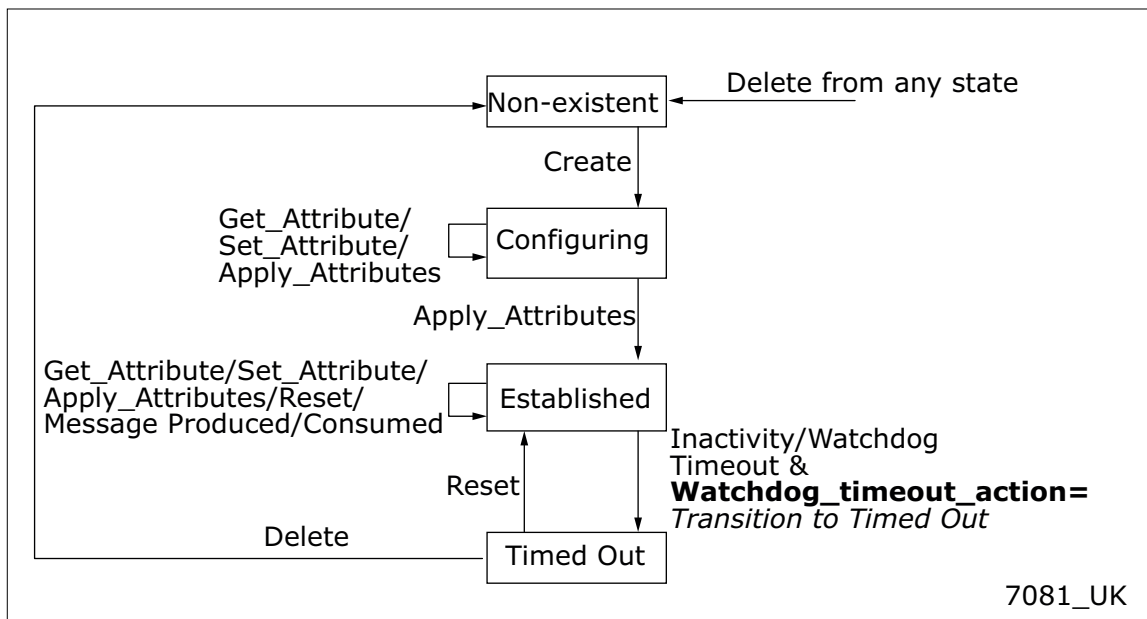 Delete from any state
Non-existent
Create
Get_Attribute/
Set_Attribute/
Apply_Attributes
Configuring
Apply_Attributes
Get_Attribute/Set_Attribute/
Apply_Attributes/Reset/
Message Produced/Consumed
Established
Inactivity/Watchdog
Timeout &
Watchdog_timeout_action=
Transition to Timed Out
Reset
Delete
Timed Out
7081_UK